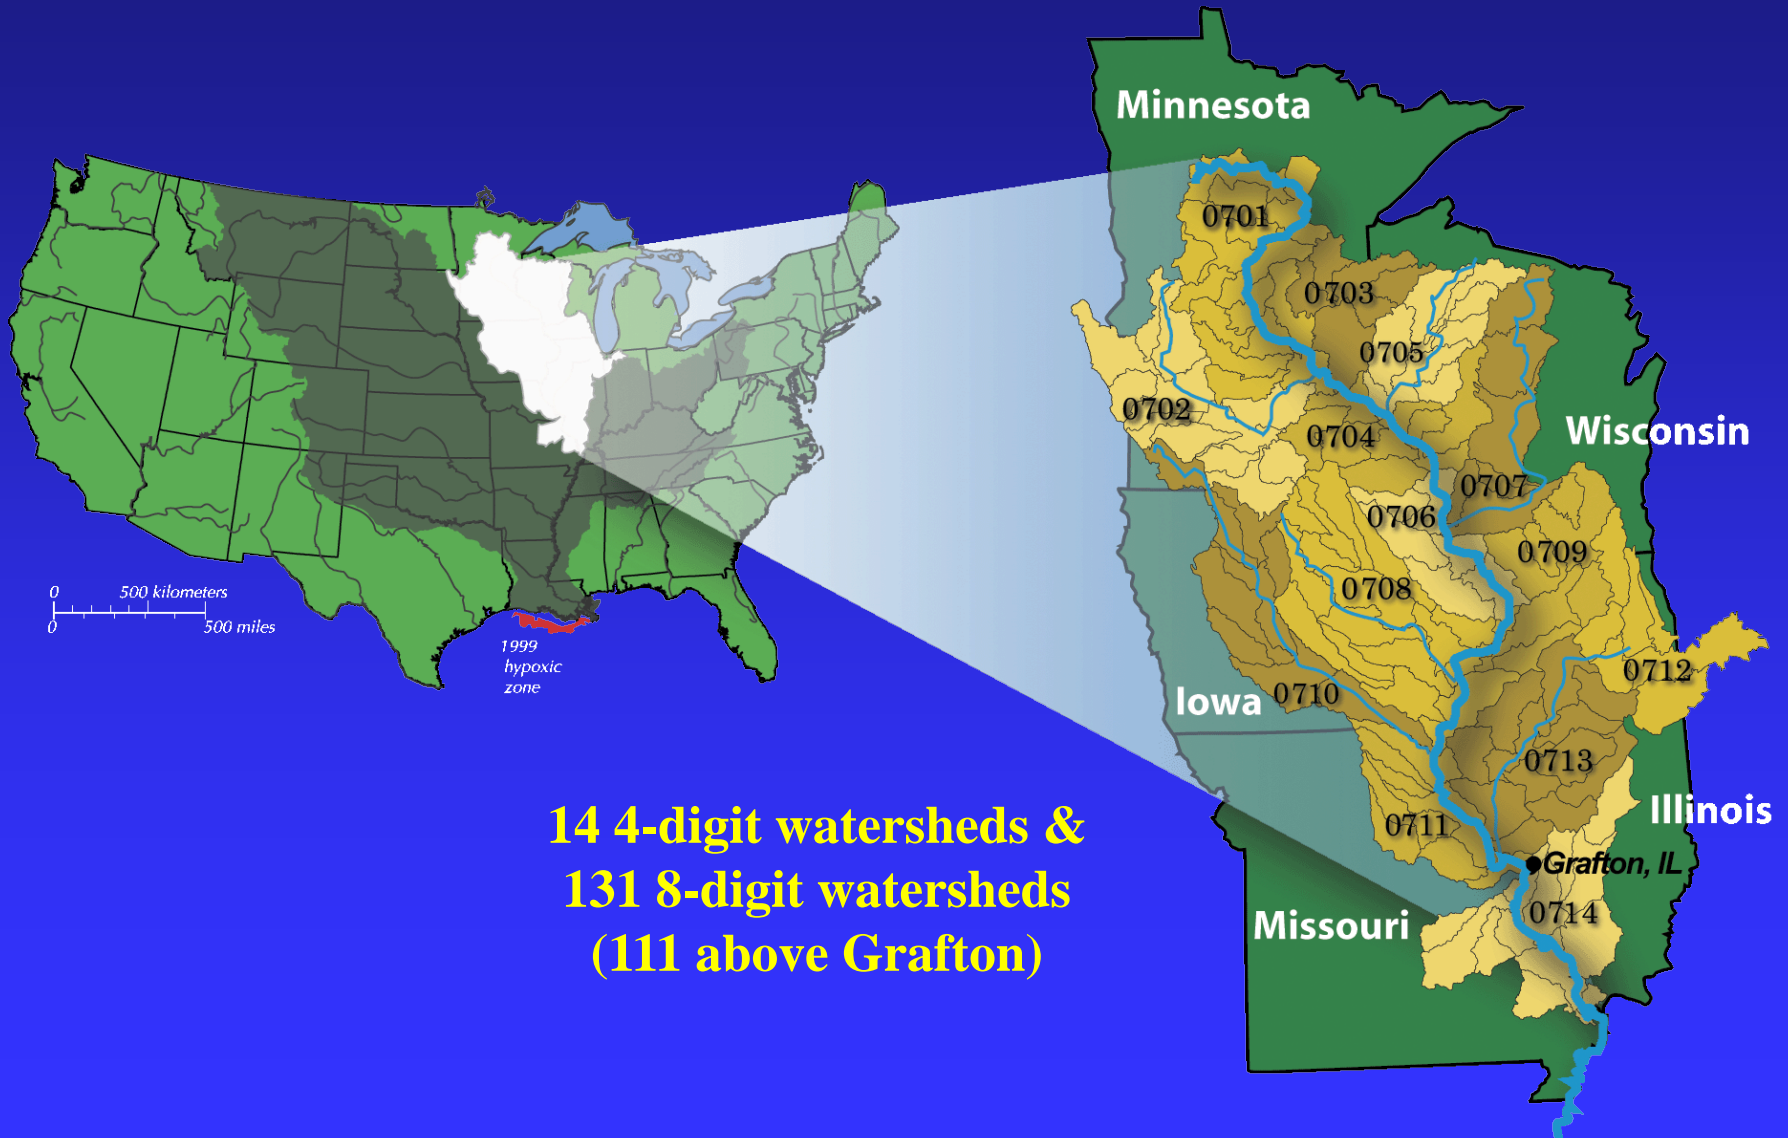 Minnesota
0701
0703
0705
0702
0704
Wisconsin
0707
0706
0709
0708
0 500 kilometers
0 500 miles
1999
hypoxic
zone
0712
Iowa
0710
0713
Illinois
0711
14 4-digit watersheds &
131 8-digit watersheds
(111 above Grafton)
Grafton, IL
0714
Missouri